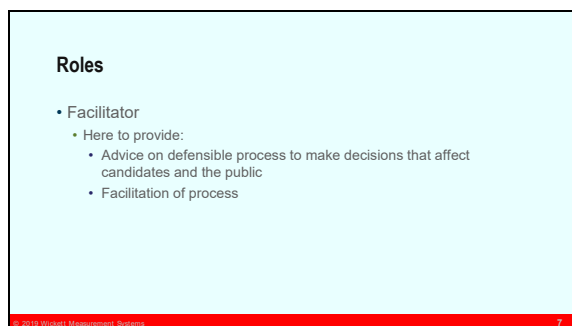 Roles
• Facilitator
• Here to provide:
• Advice on defensible process to make decisions that affect
candidates and the public
• Facilitation of process
© 2019 Wickett Measurement Systems
7